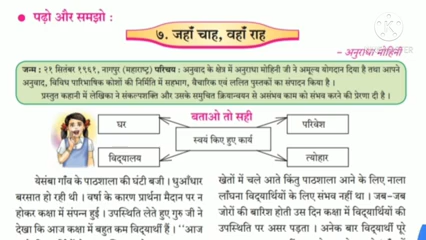 पढ़ो और समझो :
७. जहाँ चाह, वहाँ राह
- अनुराधा मोहिनी
जन्म : २१ सितंबर १९६१, नागपुर (महाराष्ट्र) परिचय : अनुवाद के क्षेत्र में अनुराधा मोहिनी जी ने अमूल्य योगदान दिया है तथा आपने
अनुवाद, विविध पारिभाषिक कोशों की निर्मिति में सहभाग, वैचारिक एवं ललित पुस्तकों का संपादन किया है ।
प्रस्तुत कहानी में लेखिका ने संकल्पशक्ति और उसके समुचित क्रियान्वयन से असंभव काम को संभव करने की प्रेरणा दी है ।
बताओ तो सही
घर
परिवेश
स्वयं किए हुए कार्य
विद्यालय
त्योहार
येसंबा गाँव के पाठशाला की घंटी बजी । धुआँधार
बरसात हो रही थी । वर्षा के कारण प्रार्थना मैदान पर न
होकर कक्षा में संपन्न हुई । उपस्थिति लेते हुए गुरु जी ने
देखा कि आज कक्षा में बहुत कम विद्यार्थी हैं । ''आज
खेतों में चले आते किंतु पाठशाला आने के लिए नाला
लाँघना विद्यार्थियों के लिए संभव नहीं था । जब-जब
जोरों की बारिश होती उस दिन कक्षा में विद्यार्थियों की
उपस्थिति पर असर पड़ता । अनेक बार विद्यार्थी पूरे